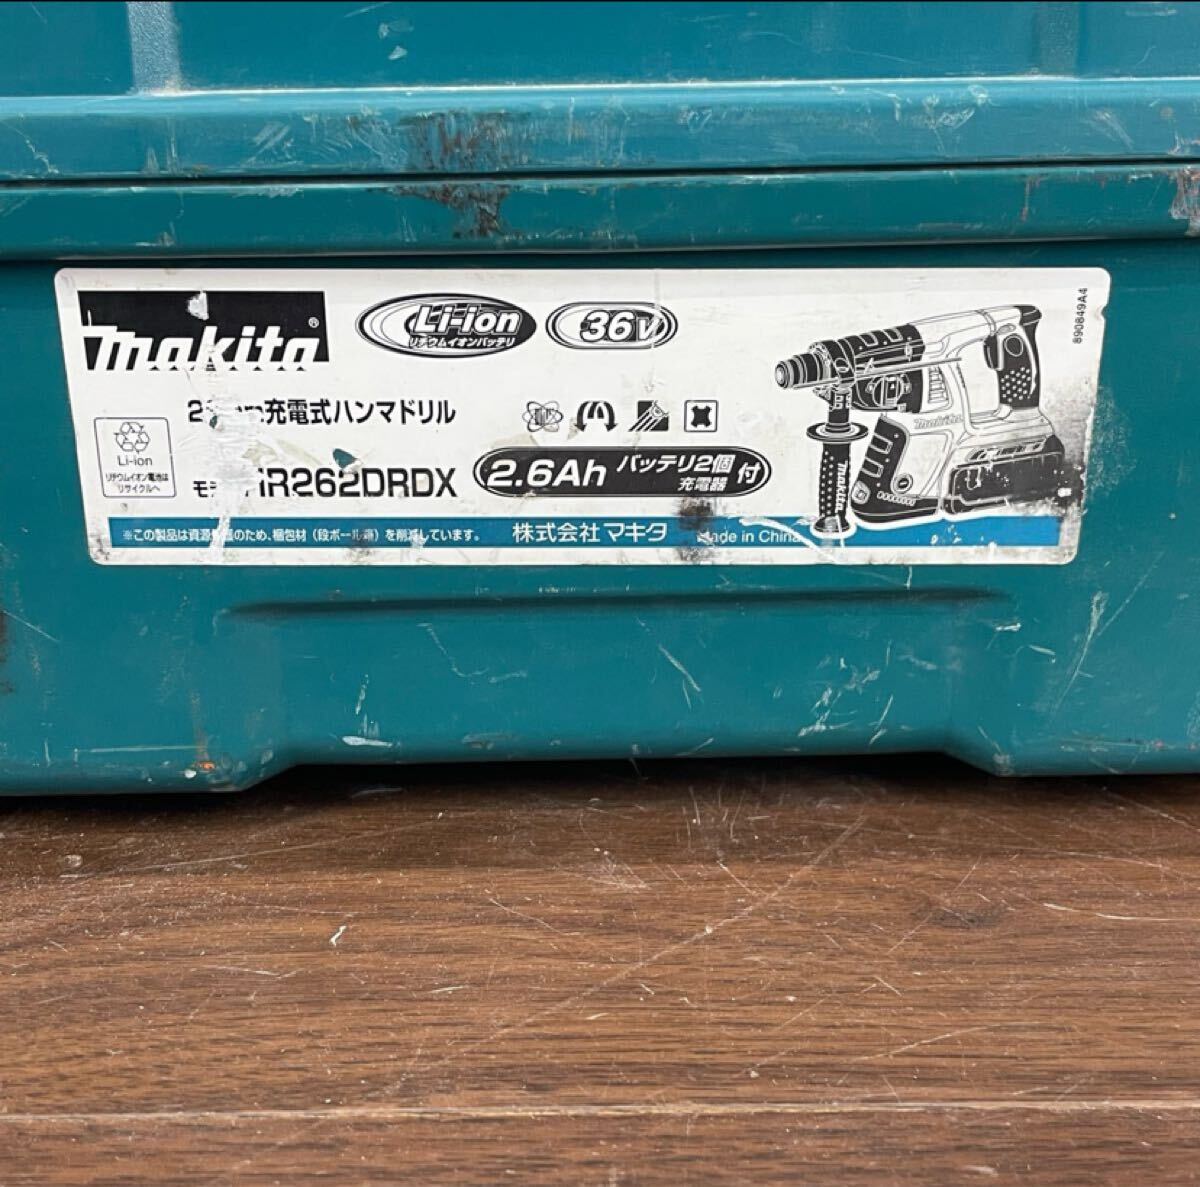 makita®
Li-ion
リチウムイオンバッテリ
36V
890849A4
充電式ハンマドリル
Li-ion
リチウムイオン電池は
リサイクルへ
HR262DRDX
2.6Ah バッテリ2個
充電器
付
makita
makita
※この製品は資源 のため、梱包材(段ボール箱)を削減しています。
株式会社 マキタ
Made in China